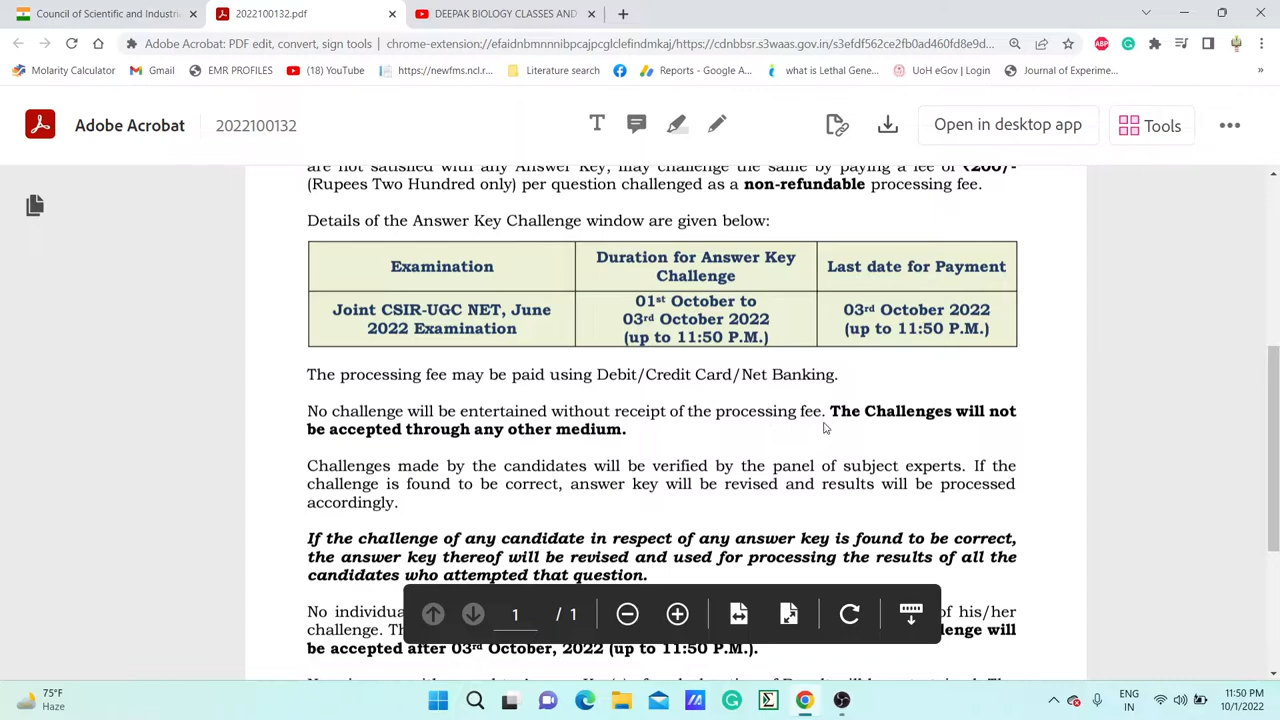 Council of Scientific and Industri
2022100132.pdf
DEEPAK BIOLOGY CLASSES AND
Adobe Acrobat: PDF edit, convert, sign tools
chrome-extension://efaidnbmnnnibpcajpcglclefindmkaj/https://cdnbbsr.s3waas.gov.in/s3efdf562ce2fb0ad460fd8e9d...
ABP
Molarity Calculator
Gmail
EMR PROFILES
(18) YouTube
https://newfms.ncl.r...
Literature search
Reports - Google A...
what is Lethal Gene...
UoH eGov | Login
Journal of Experime...
»
Adobe Acrobat
2022100132
Open in desktop app
Tools
are not satisfied with any Answer Key, may challenge the same by paying a fee of ₹200/-
(Rupees Two Hundred only) per question challenged as a non-refundable processing fee.
Details of the Answer Key Challenge window are given below:
Examination
Duration for Answer Key
Challenge
Last date for Payment
Joint CSIR-UGC NET, June
2022 Examination
01st October to
03rd October 2022
(up to 11:50 P.M.)
03rd October 2022
(up to 11:50 P.M.)
The processing fee may be paid using Debit/Credit Card/Net Banking.
No challenge will be entertained without receipt of the processing fee. The Challenges will not
be accepted through any other medium.
Challenges made by the candidates will be verified by the panel of subject experts. If the
challenge is found to be correct, answer key will be revised and results will be processed
accordingly.
If the challenge of any candidate in respect of any answer key is found to be correct,
the answer key thereof will be revised and used for processing the results of all the
candidates who attempted that question.
No individua
of his/her
challenge. Th
lenge will
be accepted after 03rd October, 2022 (up to 11:50 P.M.).
1 / 1
75°F
Haze
ENG
IN
11:50 PM
10/1/2022